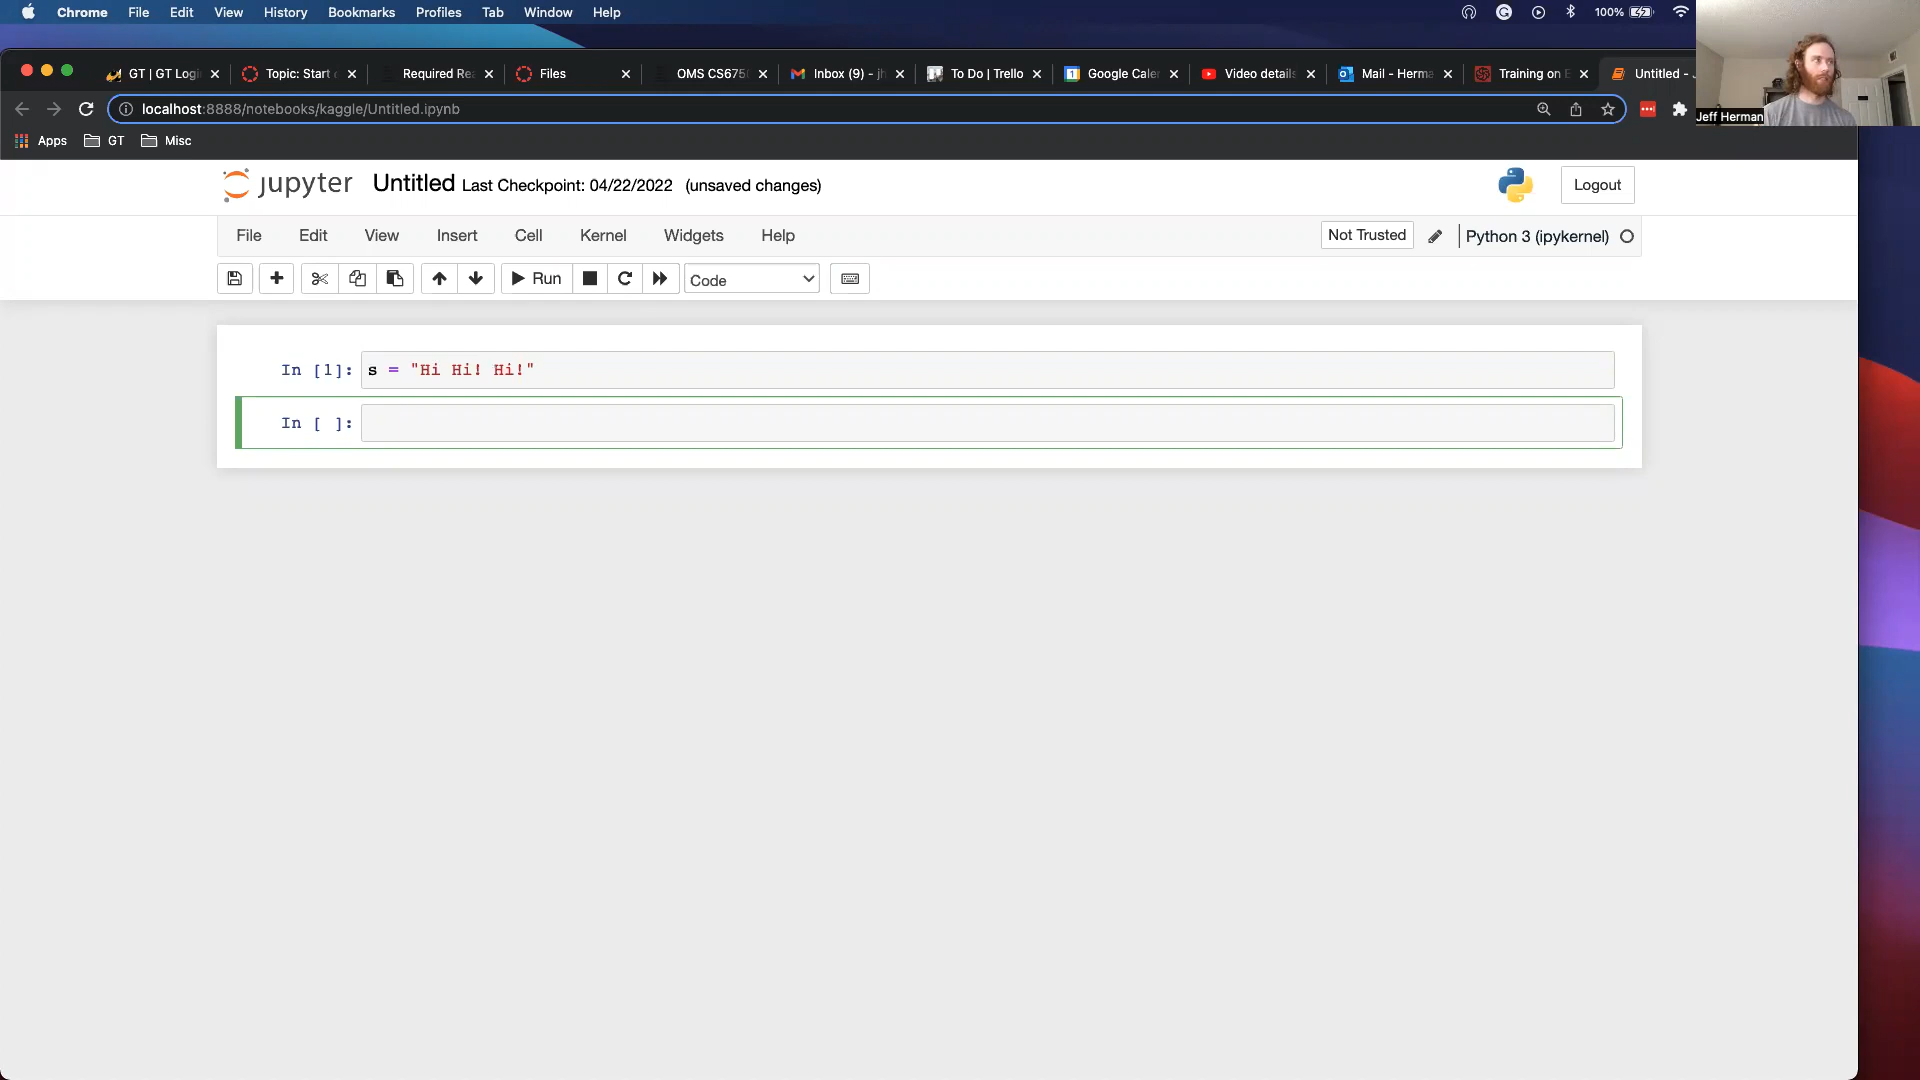 Chrome File Edit View History Bookmarks Profiles Tab Window Help 100%
GT | GT Logi Topic: Start Required Re Files OMS CS675 Inbox (9) - jh To Do | Trello Google Caler Video details Mail - Herma Training on E Untitled -
localhost:8888/notebooks/kaggle/Untitled.ipynb
Jeff Herman
Apps GT Misc
jupyter Untitled Last Checkpoint: 04/22/2022 (unsaved changes) Logout
File Edit View Insert Cell Kernel Widgets Help Not Trusted Python 3 (ipykernel)
Run Code
In [1]: s = "Hi Hi! Hi!"
In [ ]: